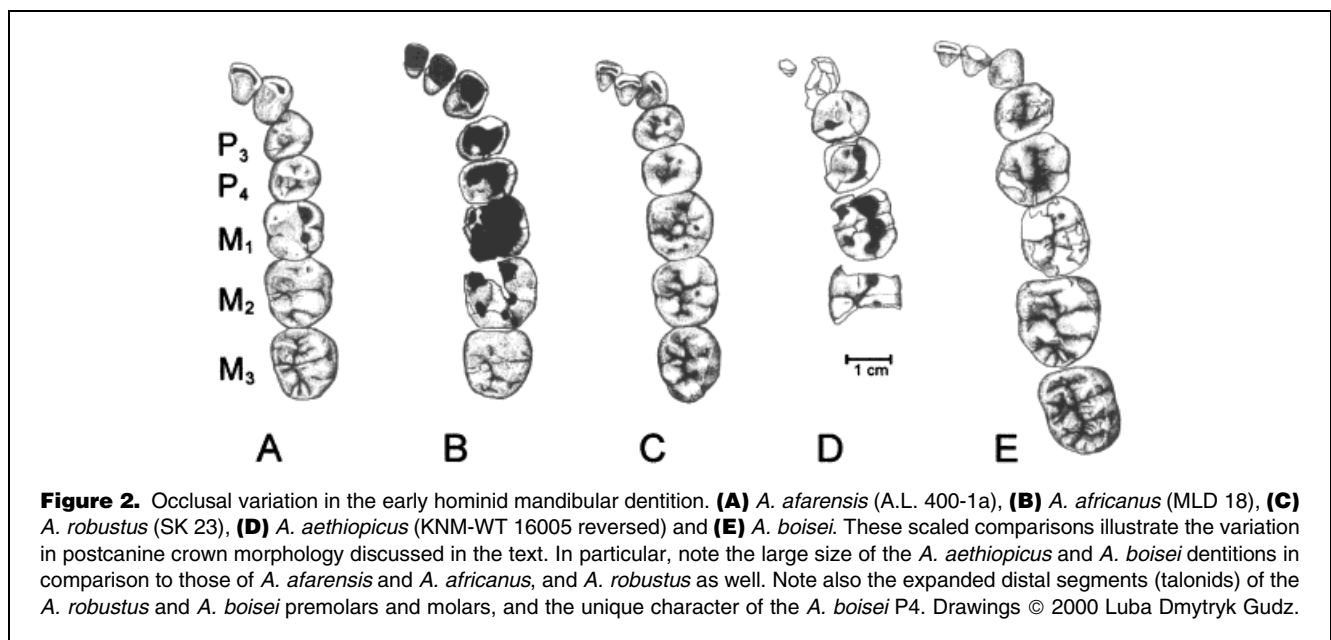 P3
P4
M1
M2
M3
1 cm
A B C D E
Figure 2. Occlusal variation in the early hominid mandibular dentition. (A) A. afarensis (A.L. 400-1a), (B) A. africanus (MLD 18), (C)
A. robustus (SK 23), (D) A. aethiopicus (KNM-WT 16005 reversed) and (E) A. boisei. These scaled comparisons illustrate the variation
in postcanine crown morphology discussed in the text. In particular, note the large size of the A. aethiopicus and A. boisei dentitions in
comparison to those of A. afarensis and A. africanus, and A. robustus as well. Note also the expanded distal segments (talonids) of the
A. robustus and A. boisei premolars and molars, and the unique character of the A. boisei P4. Drawings © 2000 Luba Dmytryk Gudz.